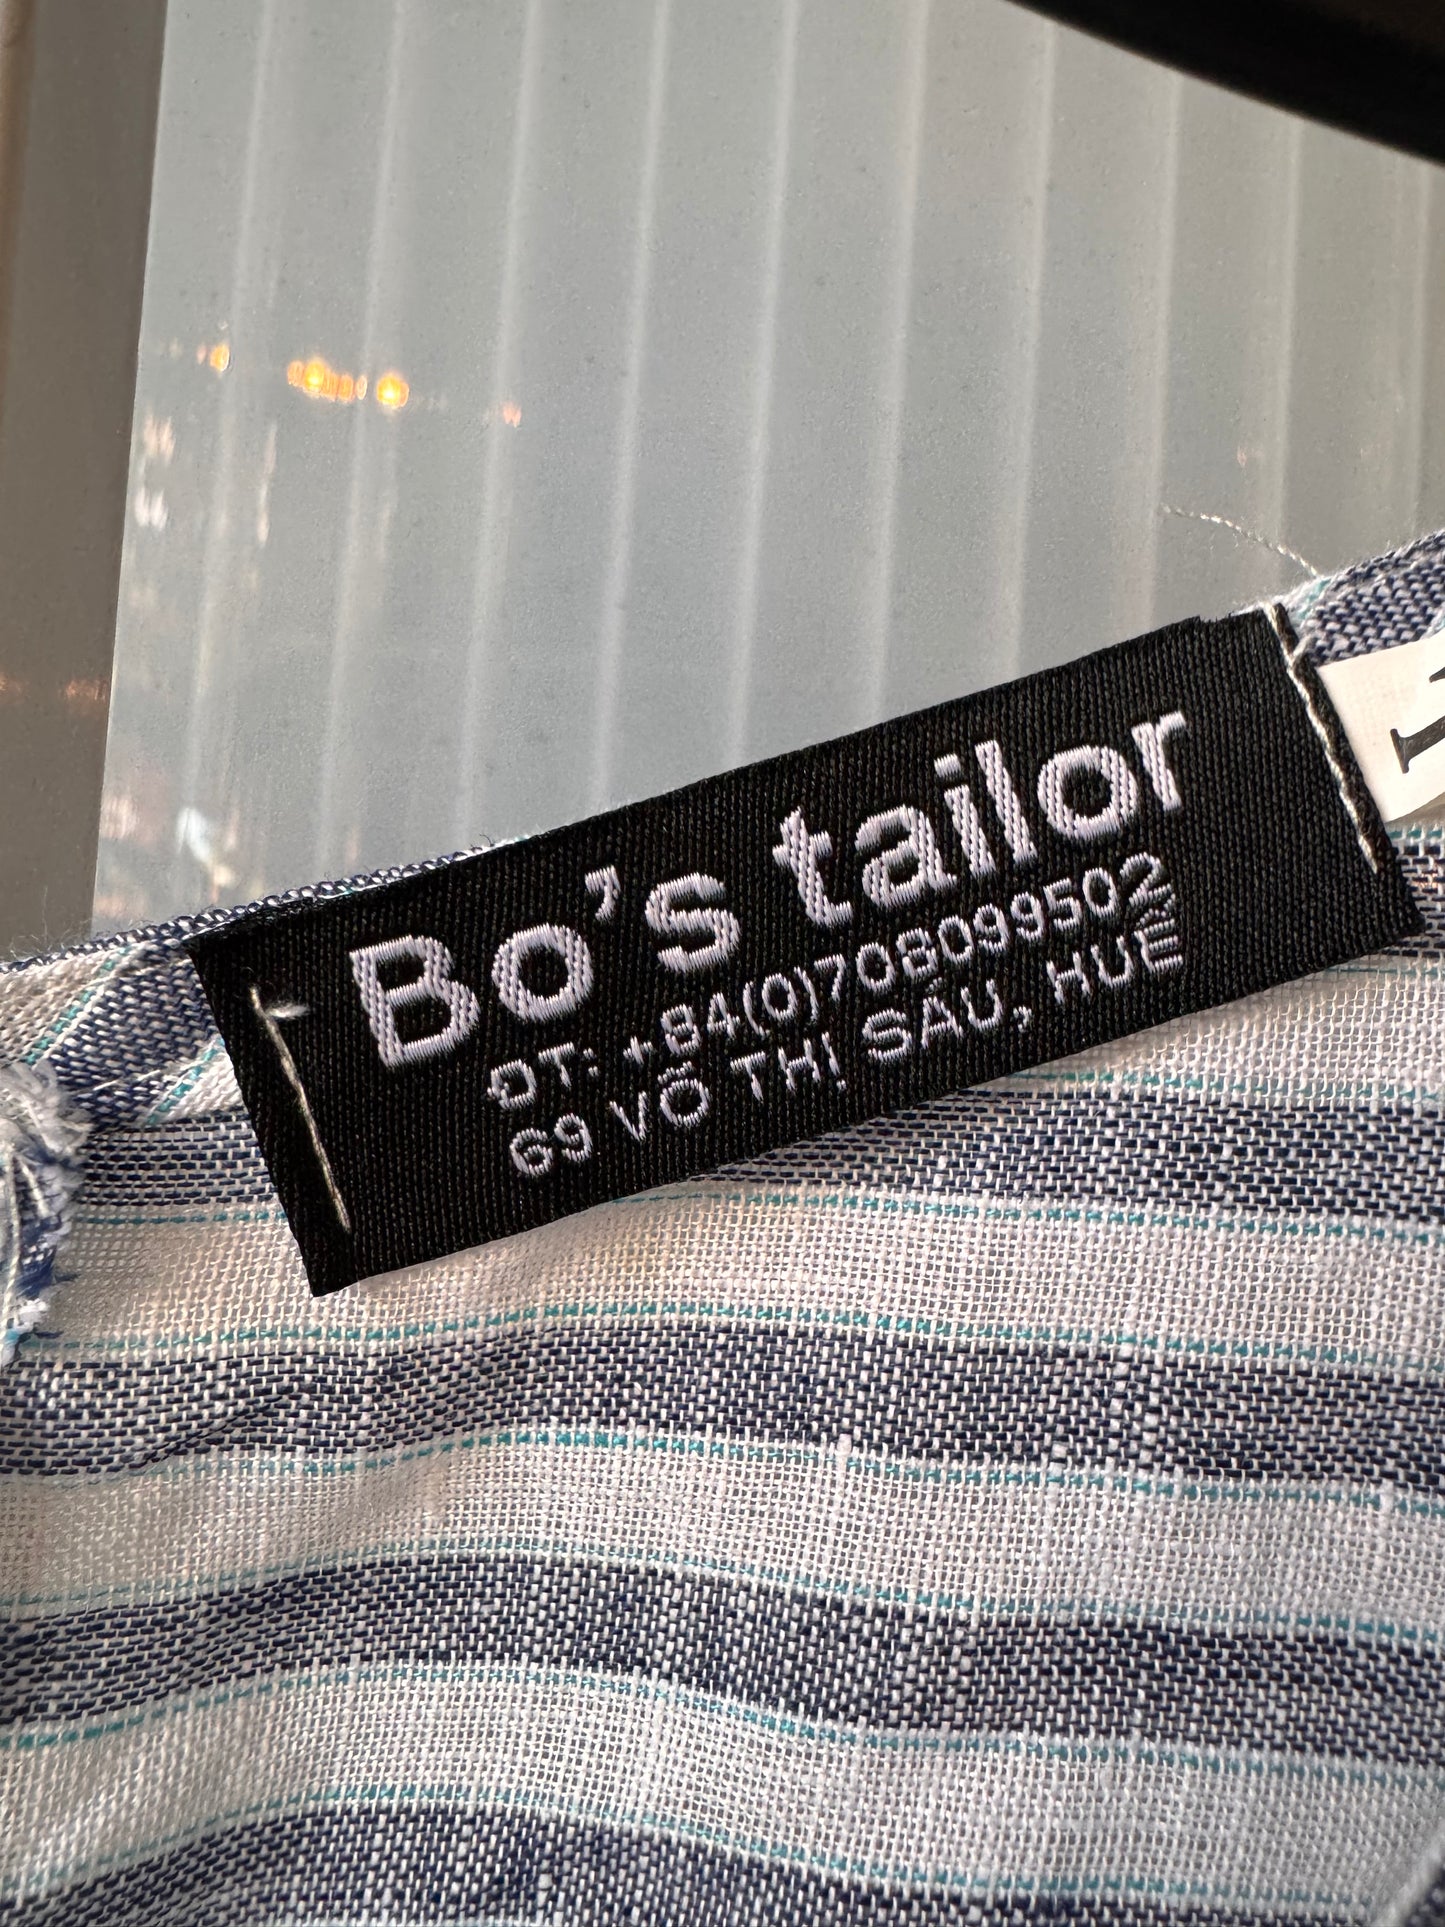 Bo's tailor
ĐT: +84(0)708099502
69 VÕ THỊ SÁU, HUẾ